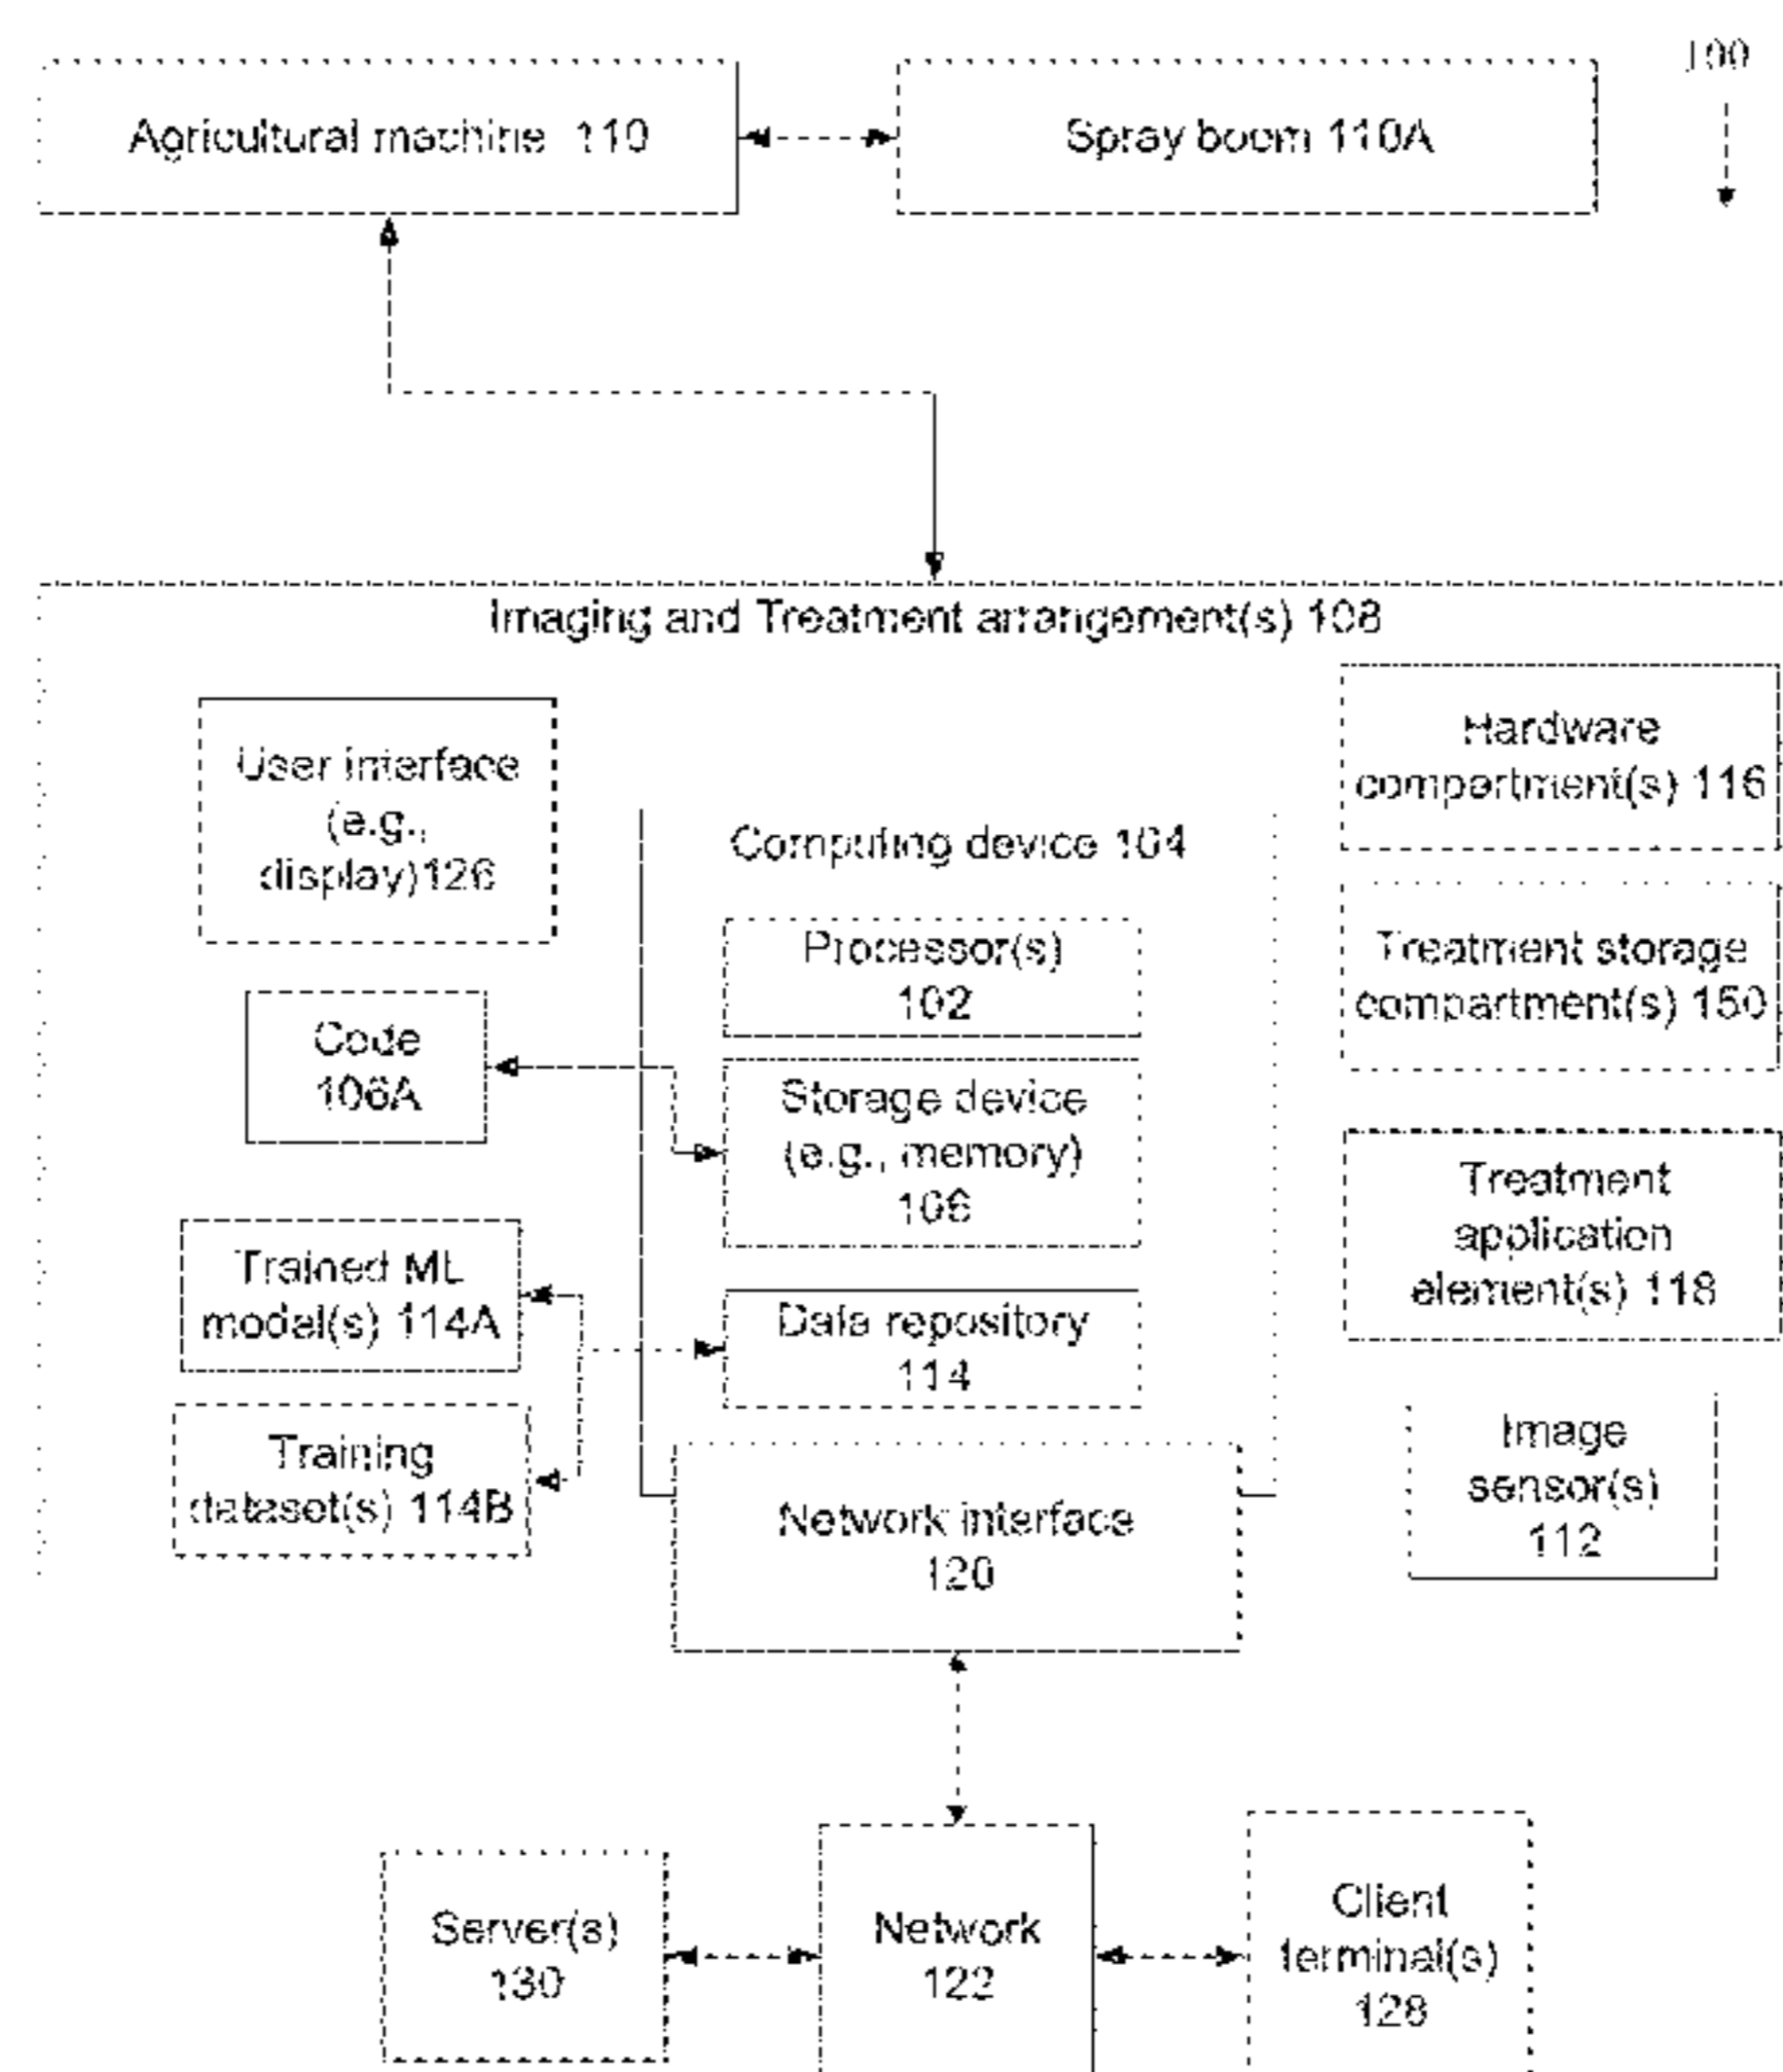 100
Agricultural machine 110
Spray boom 110A
Imaging and Treatment arrangement(s) 108
User interface
(e.g.,
display)126
Code
106A
Trained ML
model(s) 114A
Training
dataset(s) 114B
Computing device 104
Processor(s)
102
Storage device
(e.g., memory)
106
Data repository
114
Network interface
120
Hardware
compartment(s) 116
Treatment storage
compartment(s) 150
Treatment
application
element(s) 118
Image
sensor(s)
112
Server(s)
130
Network
122
Client
terminal(s)
128